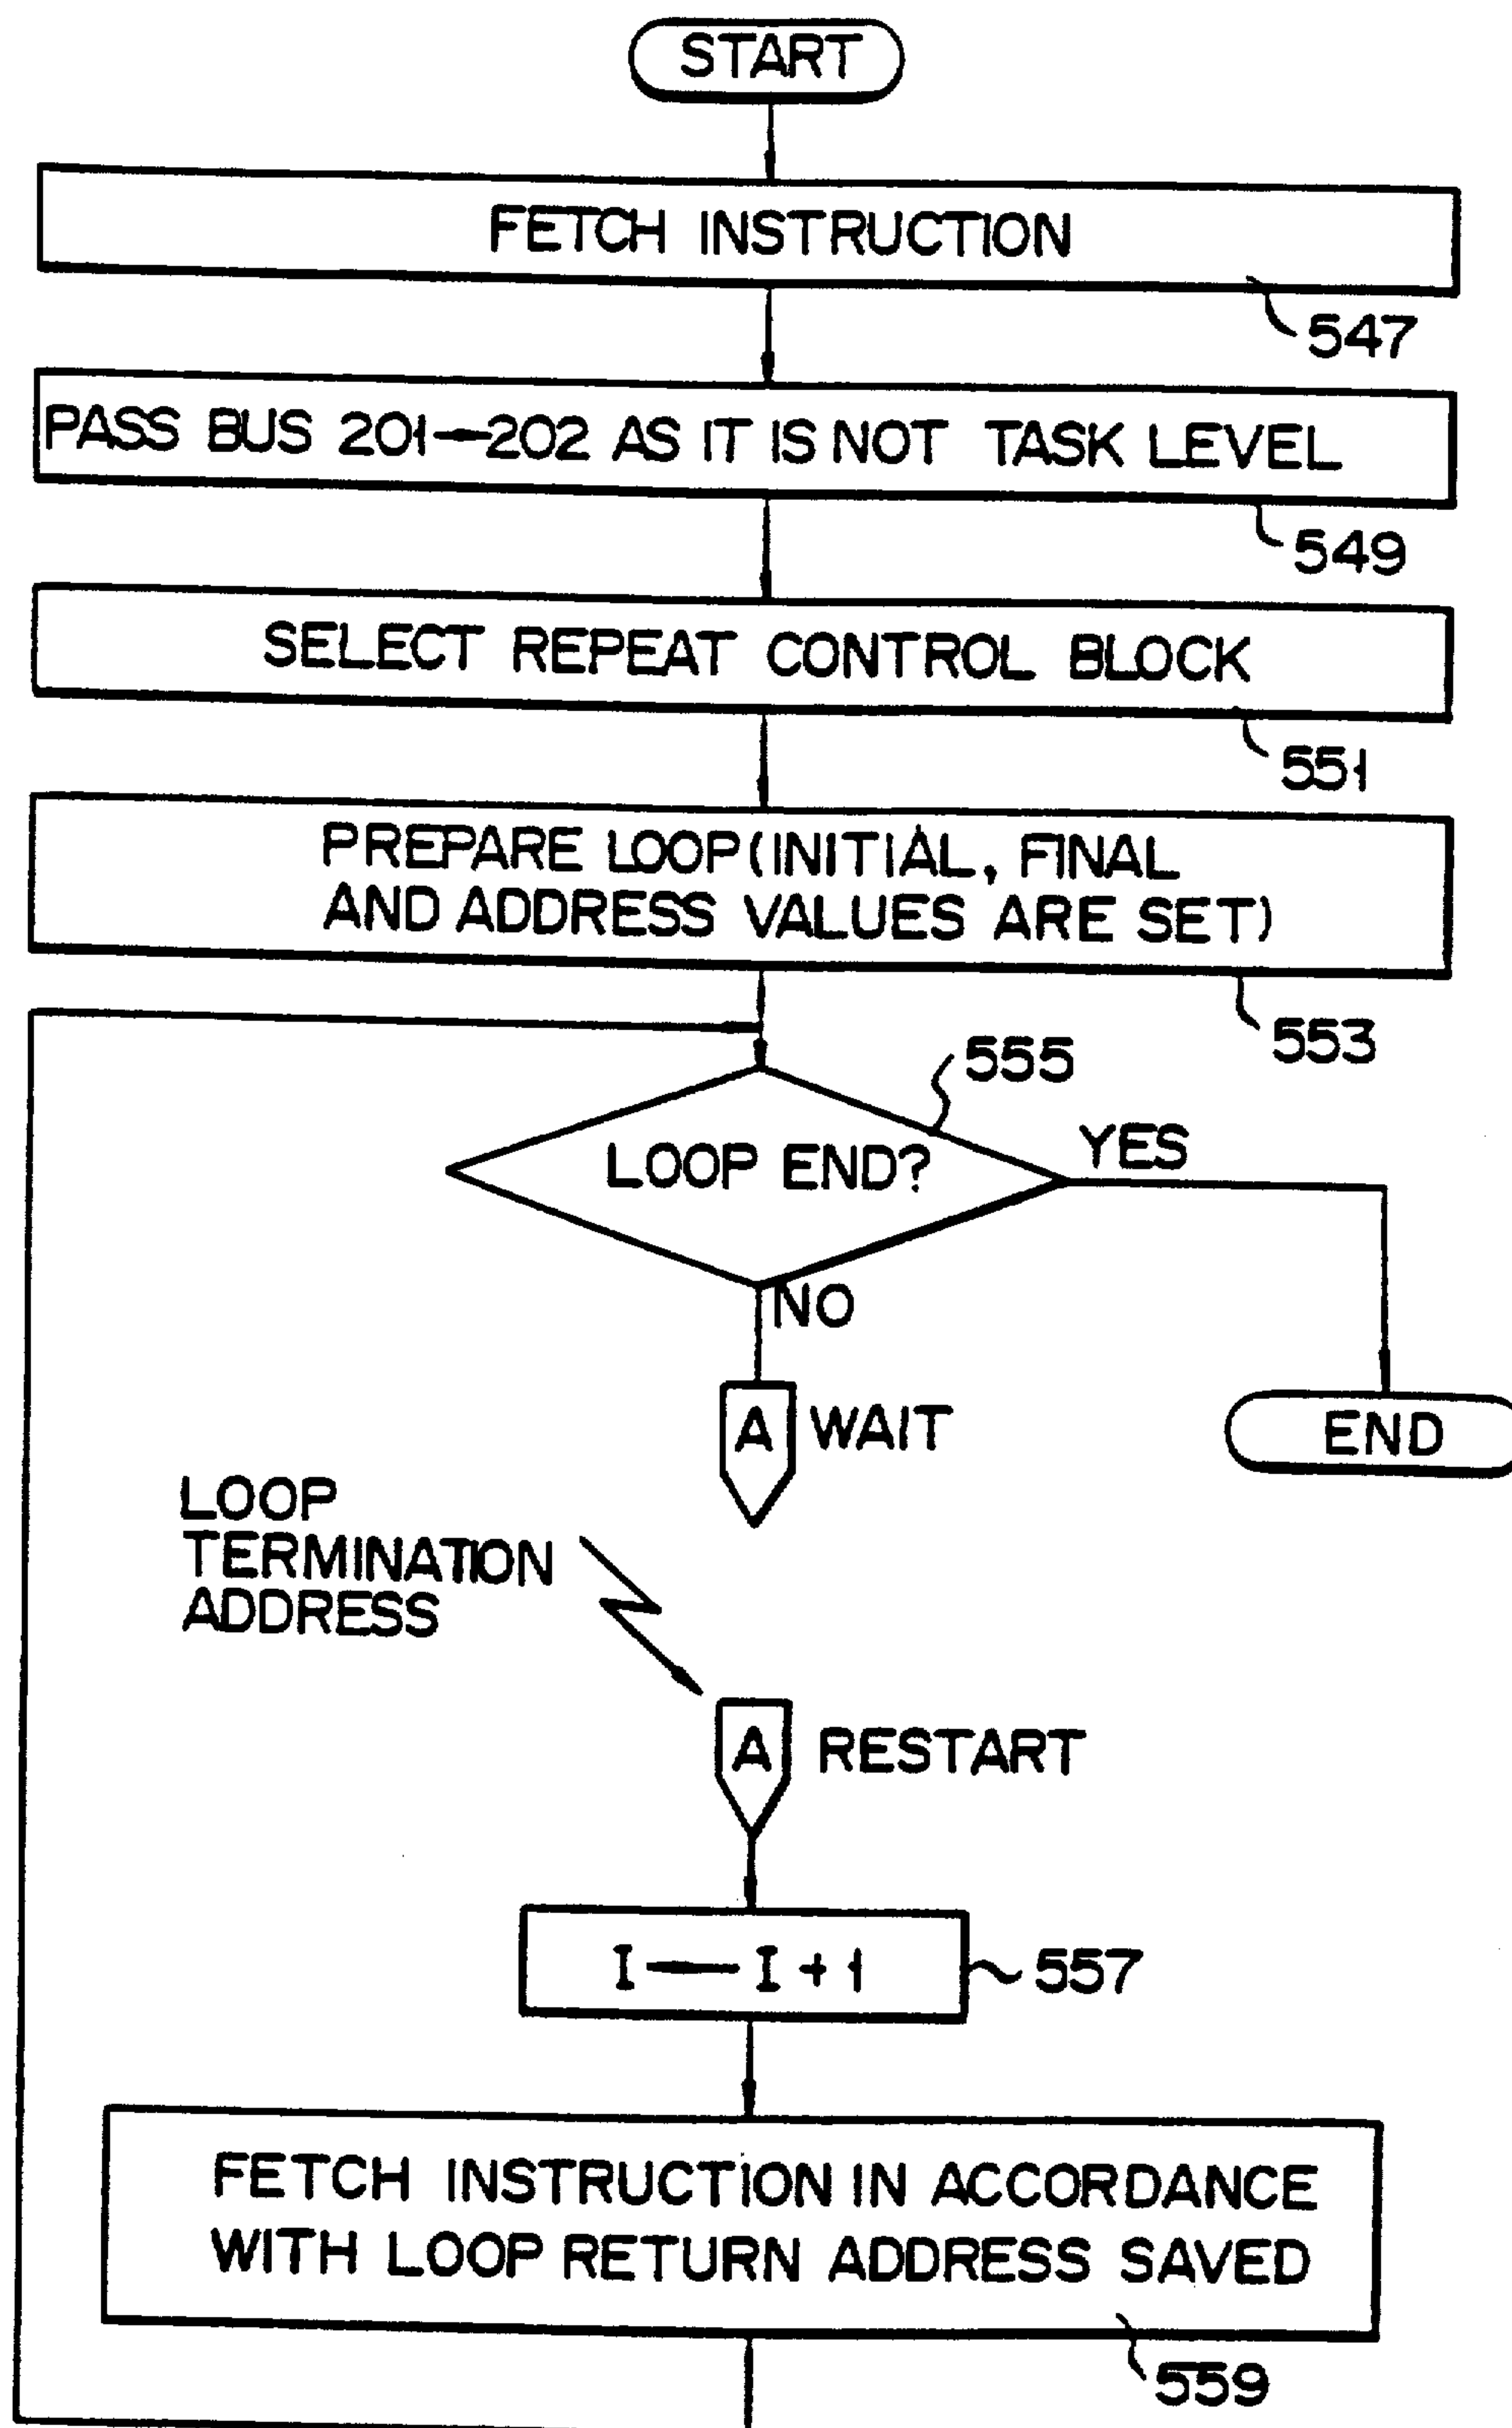 START
FETCH INSTRUCTION
547
PASS BUS 201—202 AS IT IS NOT TASK LEVEL
549
SELECT REPEAT CONTROL BLOCK
551
PREPARE LOOP(INITIAL, FINAL
AND ADDRESS VALUES ARE SET)
553
555
LOOP END?
YES
NO
A WAIT
END
LOOP
TERMINATION
ADDRESS
A RESTART
I — I + 1
557
FETCH INSTRUCTION IN ACCORDANCE
WITH LOOP RETURN ADDRESS SAVED
559